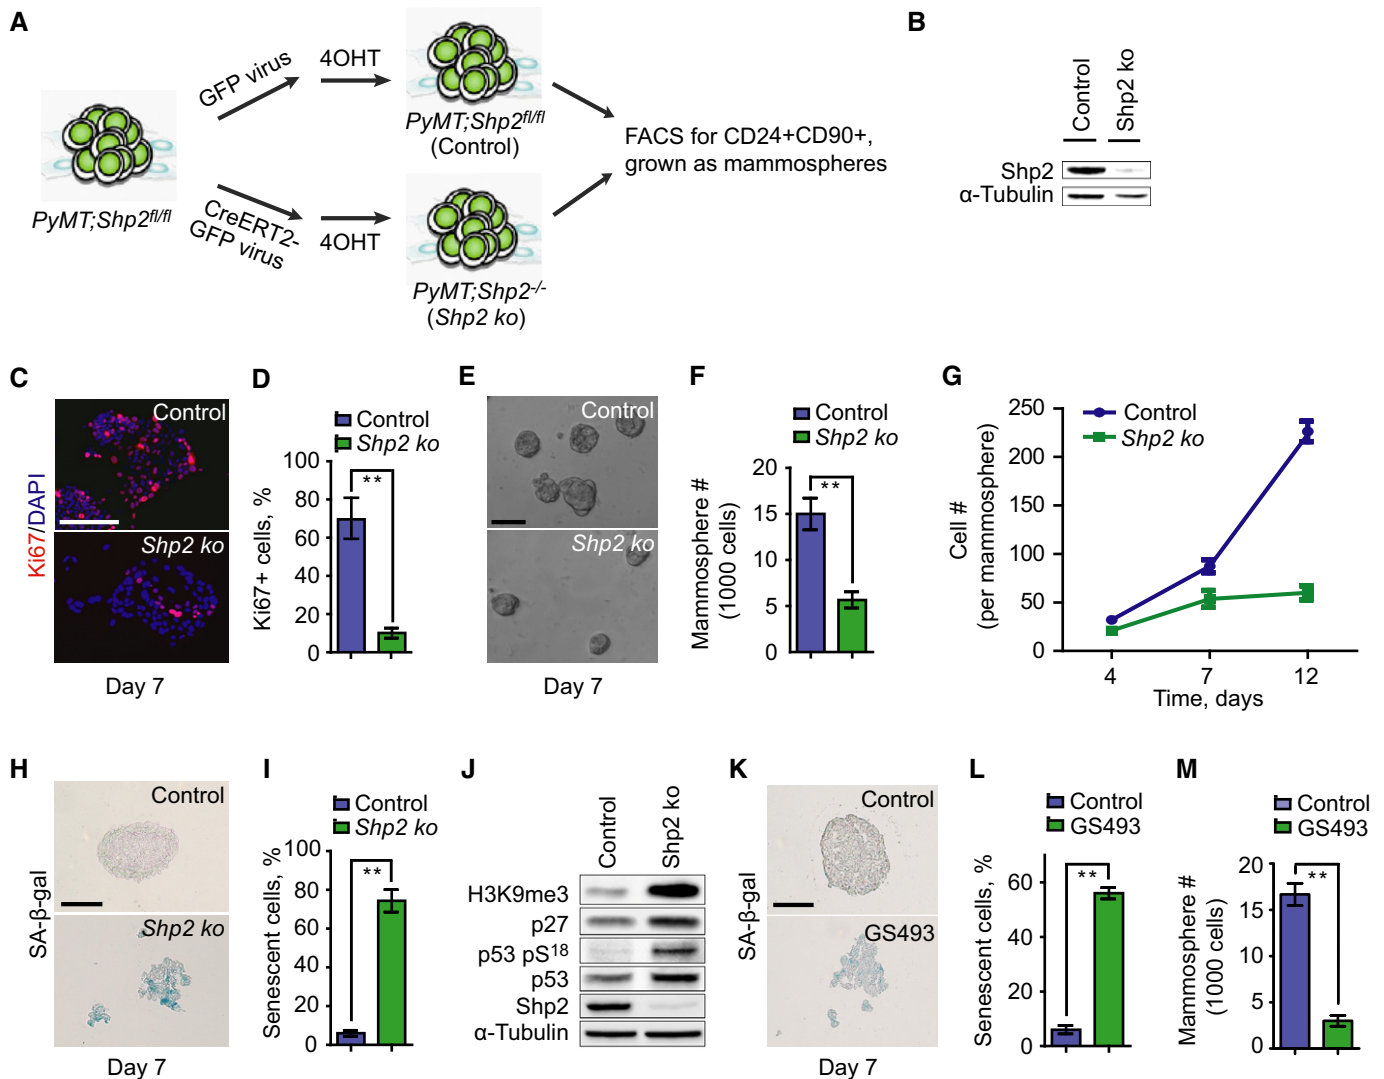 A
GFP virus
4OHT
PyMT;Shp2fl/fl
CreERT2-
GFP virus
4OHT
PyMT;Shp2fl/fl
(Control)
PyMT;Shp2-/-
(Shp2 ko)
FACS for CD24+CD90+,
grown as mammospheres
B
Control
Shp2 ko
Shp2
α-Tubulin
C
Ki67/DAPI
Control
Shp2 ko
Day 7
D
Control
Shp2 ko
Ki67+ cells, %
100
80
60
40
20
0
**
E
Control
Shp2 ko
Day 7
F
Control
Shp2 ko
Mammosphere #
(1000 cells)
20
15
10
5
0
**
G
Control
Shp2 ko
Cell #
(per mammosphere)
250
200
150
100
50
0
4
7
12
Time, days
H
SA-β-gal
Control
Shp2 ko
Day 7
I
Control
Shp2 ko
Senescent cells, %
100
80
60
40
20
0
**
J
Control
Shp2 ko
H3K9me3
p27
p53 pS18
p53
Shp2
α-Tubulin
K
SA-β-gal
Control
GS493
Day 7
L
Control
GS493
Senescent cells, %
60
40
20
0
**
M
Control
GS493
Mammosphere #
(1000 cells)
20
15
10
5
0
**